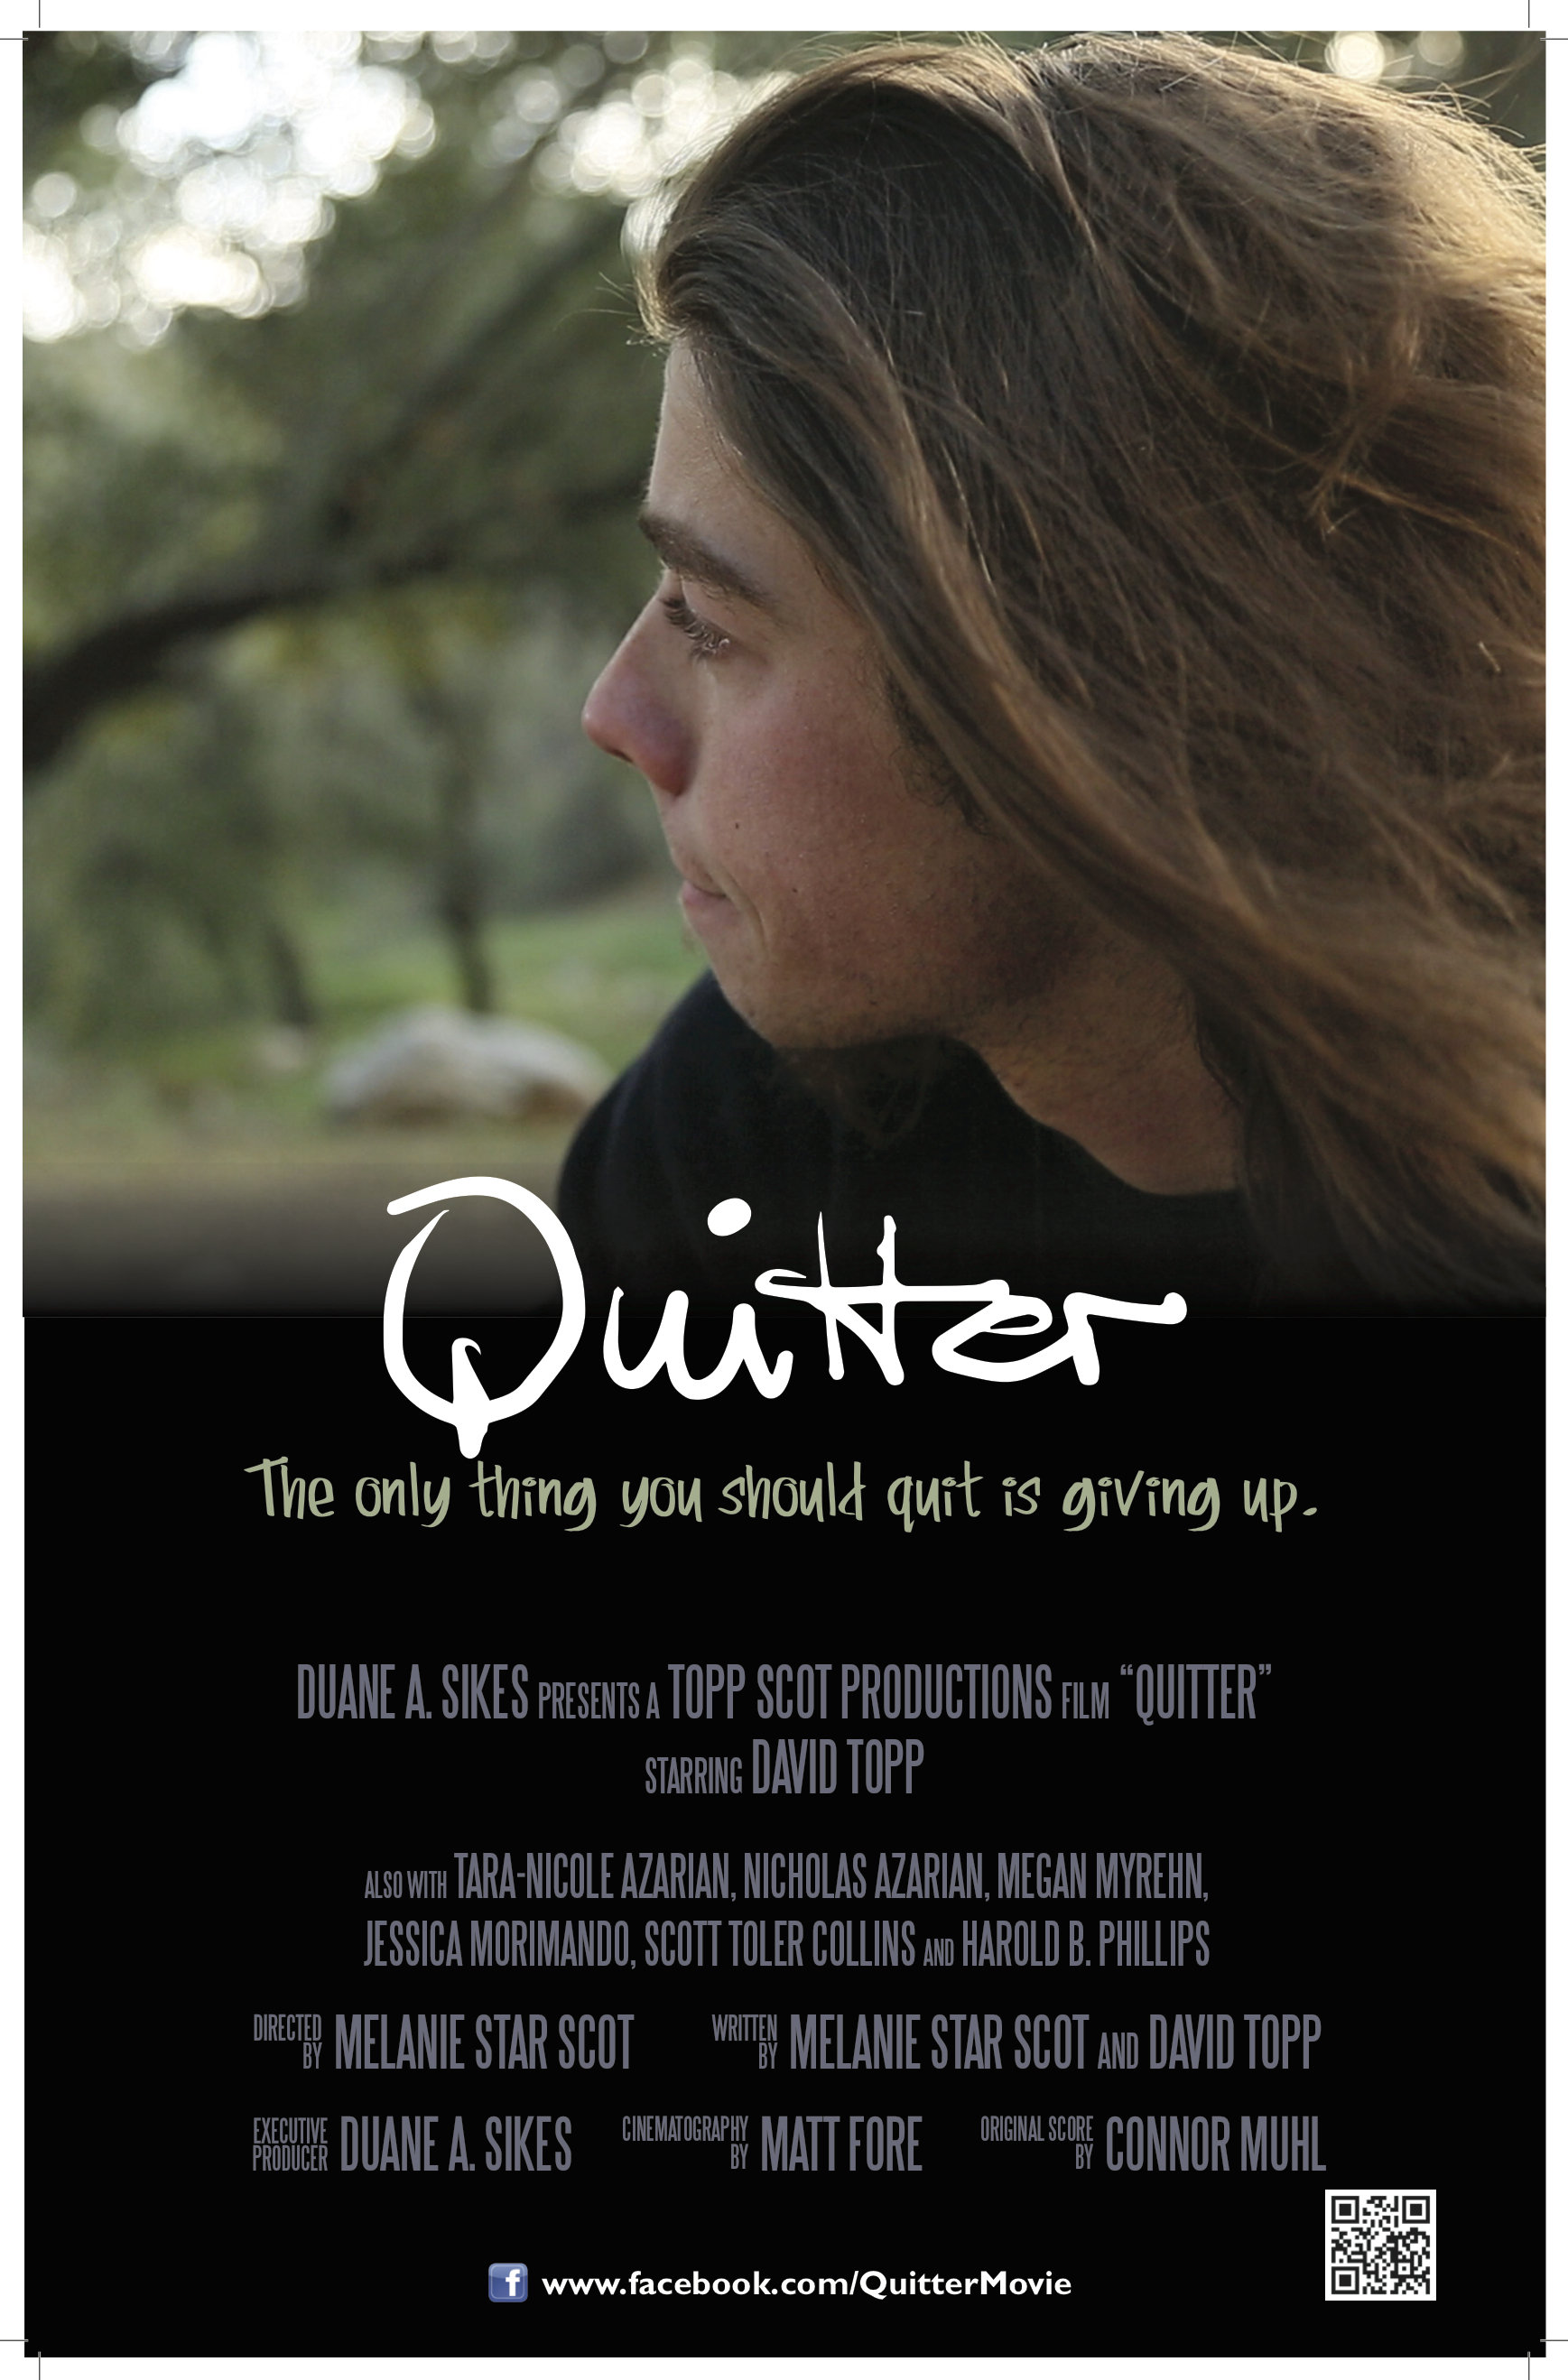 Quitter
The only thing you should quit is giving up.
DUANE A. SIKES PRESENTS A TOPP SCOT PRODUCTIONS FILM “QUITTER”
STARRING DAVID TOPP
ALSO WITH TARA-NICOLE AZARIAN, NICHOLAS AZARIAN, MEGAN MYREHN,
JESSICA MORIMANDO, SCOTT TOLER COLLINS AND HAROLD B. PHILLIPS
DIRECTED BY MELANIE STAR SCOT WRITTEN BY MELANIE STAR SCOT AND DAVID TOPP
EXECUTIVE PRODUCER DUANE A. SIKES CINEMATOGRAPHY BY MATT FORE ORIGINAL SCORE BY CONNOR MUHL
f www.facebook.com/QuitterMovie